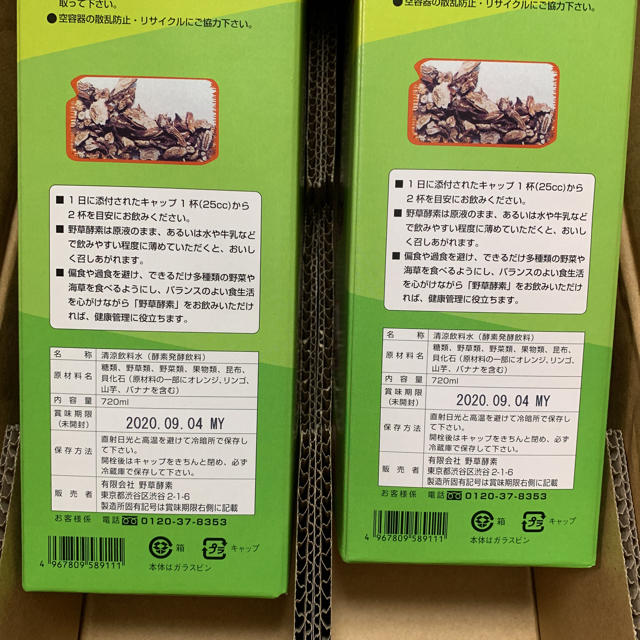 取って下さい。
●空容器の散乱防止・リサイクルにご協力下さい。
■1日に添付されたキャップ1杯(25cc)から
2杯を目安にお飲みください。
■野草酵素は原液のまま、あるいは水や牛乳など
で飲みやすい程度に薄めていただくと、おいし
く召しあがれます。
■偏食や過食を避け、できるだけ多種類の野菜や
海草を食べるようにし、バランスのよい食生活
を心がけながら「野草酵素」をお飲みいただけ
れば、健康管理に役立ちます。
名称 清涼飲料水（酵素発酵飲料）
原材料名 糖類、野草類、野菜類、果物類、昆布、
貝化石（原材料の一部にオレンジ、リンゴ、
山芋、バナナを含む）
内容量 720ml
賞味期限
(未開封) 2020.09.04 MY
保存方法 直射日光と高温を避けて冷暗所で保存し
て下さい。
開栓後はキャップをきちんと閉め、必ず
冷蔵庫で保存して下さい。
販売者 有限会社 野草酵素
東京都渋谷区渋谷2-1-6
製造所固有記号は賞味期限右側に記載
お客様係 電話 0120-37-8353
4 967809 589111
箱
プラ キャップ
本体はガラスビン
●空容器の散乱防止・リサイクルにご協力下さい。
■1日に添付されたキャップ1杯(25cc)から
2杯を目安にお飲みください。
■野草酵素は原液のまま、あるいは水や牛乳など
で飲みやすい程度に薄めていただくと、おいし
く召しあがれます。
■偏食や過食を避け、できるだけ多種類の野菜や
海草を食べるようにし、バランスのよい食生活
を心がけながら「野草酵素」をお飲みいただけ
れば、健康管理に役立ちます。
名称 清涼飲料水（酵素発酵飲料）
原材料名 糖類、野草類、野菜類、果物類、昆布、
貝化石（原材料の一部にオレンジ、リンゴ、
山芋、バナナを含む）
内容量 720ml
賞味期限
(未開封) 2020.09.04 MY
保存方法 直射日光と高温を避けて冷暗所で保存し
て下さい。
開栓後はキャップをきちんと閉め、必ず
冷蔵庫で保存して下さい。
販売者 有限会社 野草酵素
東京都渋谷区渋谷2-1-6
製造所固有記号は賞味期限右側に記載
お客様係 電話 0120-37-8353
4 967809 589111
箱
プラ キャップ
本体はガラスビン